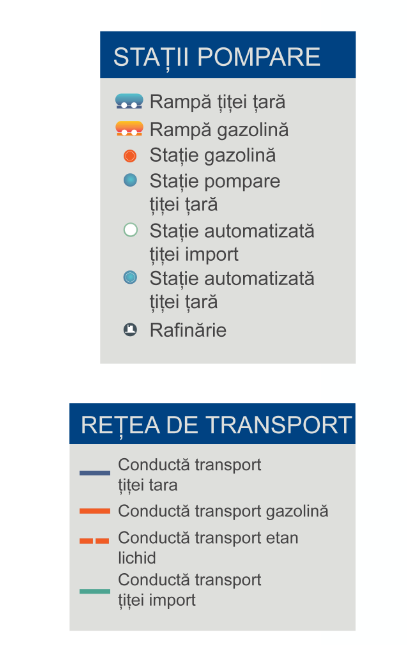 STAȚII POMPARE
Rampă țiței țară
Rampă gazolină
Stație gazolină
Stație pompare
țiței țară
Stație automatizată
țiței import
Stație automatizată
țiței țară
Rafinărie
REȚEA DE TRANSPORT
Conductă transport
țiței tara
Conductă transport gazolină
Conductă transport etan
lichid
Conductă transport
țiței import